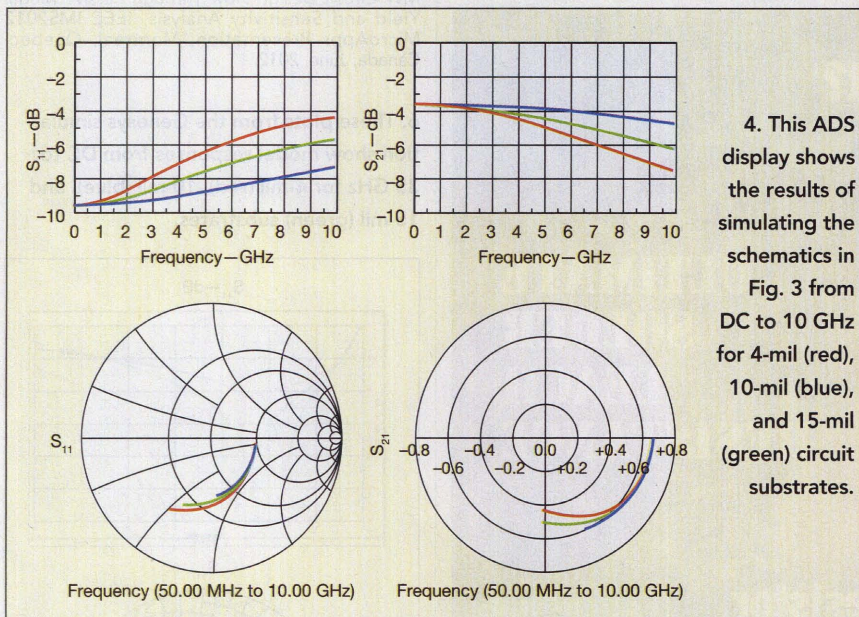 0
−2
−4
−6
−8
−10
S11—dB
0 1 2 3 4 5 6 7 8 9 10
Frequency—GHz
0
−2
−4
−6
−8
−10
S21—dB
0 1 2 3 4 5 6 7 8 9 10
Frequency—GHz
S11
Frequency (50.00 MHz to 10.00 GHz)
S21
−0.8 −0.4 0.0 +0.4 +0.8
−0.6 −0.2 +0.2 +0.6
Frequency (50.00 MHz to 10.00 GHz)
4. This ADS
display shows
the results of
simulating the
schematics in
Fig. 3 from
DC to 10 GHz
for 4-mil (red),
10-mil (blue),
and 15-mil
(green) circuit
substrates.